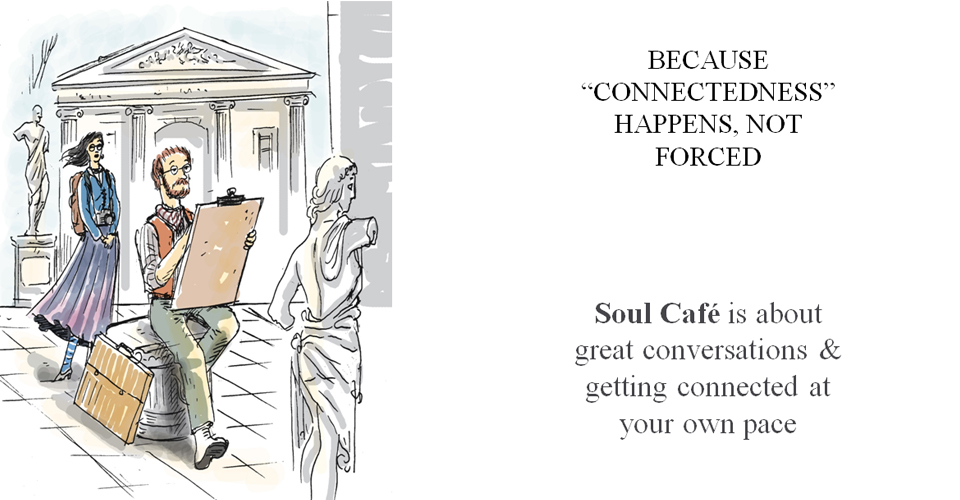 BECAUSE
“CONNECTEDNESS”
HAPPENS, NOT
FORCED
Soul Café is about
great conversations &
getting connected at
your own pace